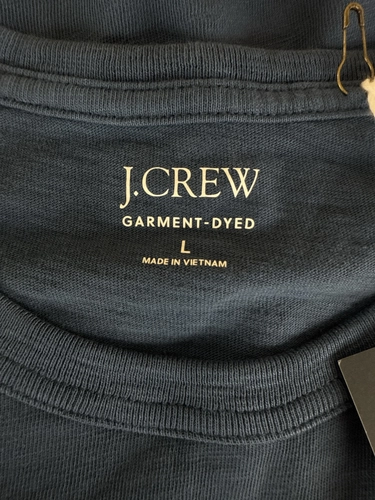 J.CREW
GARMENT-DYED
L
MADE IN VIETNAM